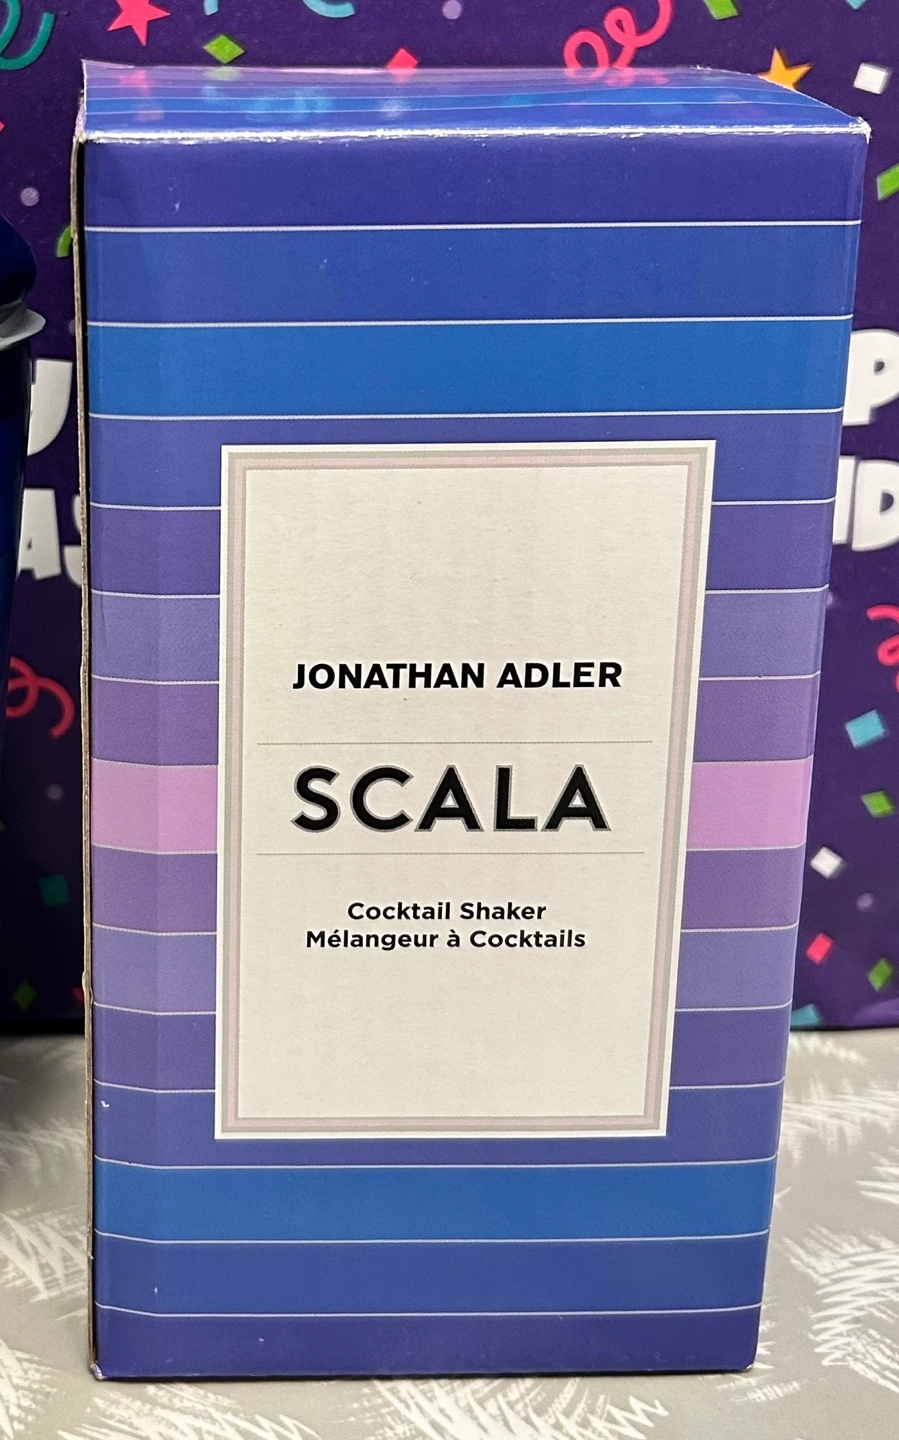 JONATHAN ADLER
SCALA
Cocktail Shaker
Mélangeur à Cocktails